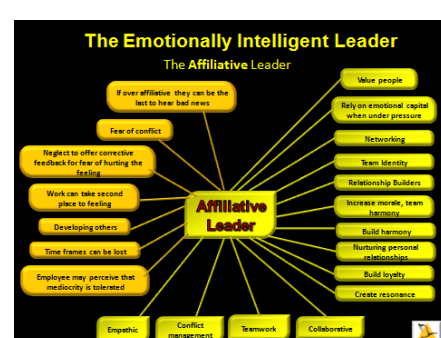 The Emotionally Intelligent Leader
The Affiliative Leader
If over affiliative they can be the
last to hear bad news
Fear of conflict
Neglect to offer corrective
feedback for fear of hurting the
feeling
Work can take second
place to feeling
Developing others
Time frames can be lost
Employee may perceive that
mediocrity is tolerated
Affiliative
Leader
Value people
Rely on emotional capital
when under pressure
Networking
Team Identity
Relationship Builders
Increase morale, team
harmony
Build harmony
Nurturing personal
relationships
Build loyalty
Create resonance
Empathic
Conflict
management
Teamwork
Collaborative